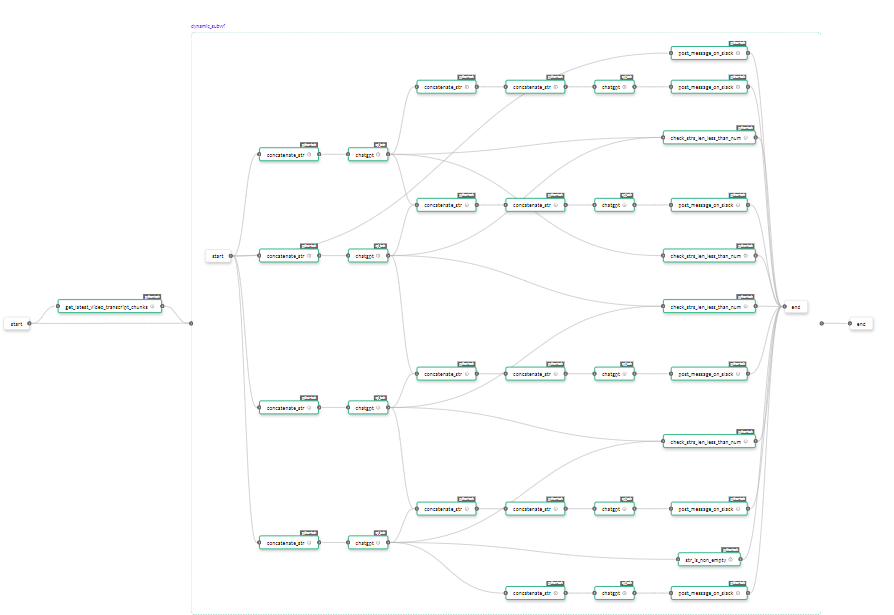 dynamic_subwf
post_message_on_slack
concatenate_str concatenate_str chatgpt post_message_on_slack
check_strs_len_less_than_num
concatenate_str chatgpt
concatenate_str concatenate_str chatgpt post_message_on_slack
start concatenate_str chatgpt check_strs_len_less_than_num
get_latest_video_transcript_chunks check_strs_len_less_than_num end
start end
concatenate_str concatenate_str chatgpt post_message_on_slack
concatenate_str chatgpt
check_strs_len_less_than_num
concatenate_str concatenate_str chatgpt post_message_on_slack
concatenate_str chatgpt
str_is_non_empty
concatenate_str chatgpt post_message_on_slack